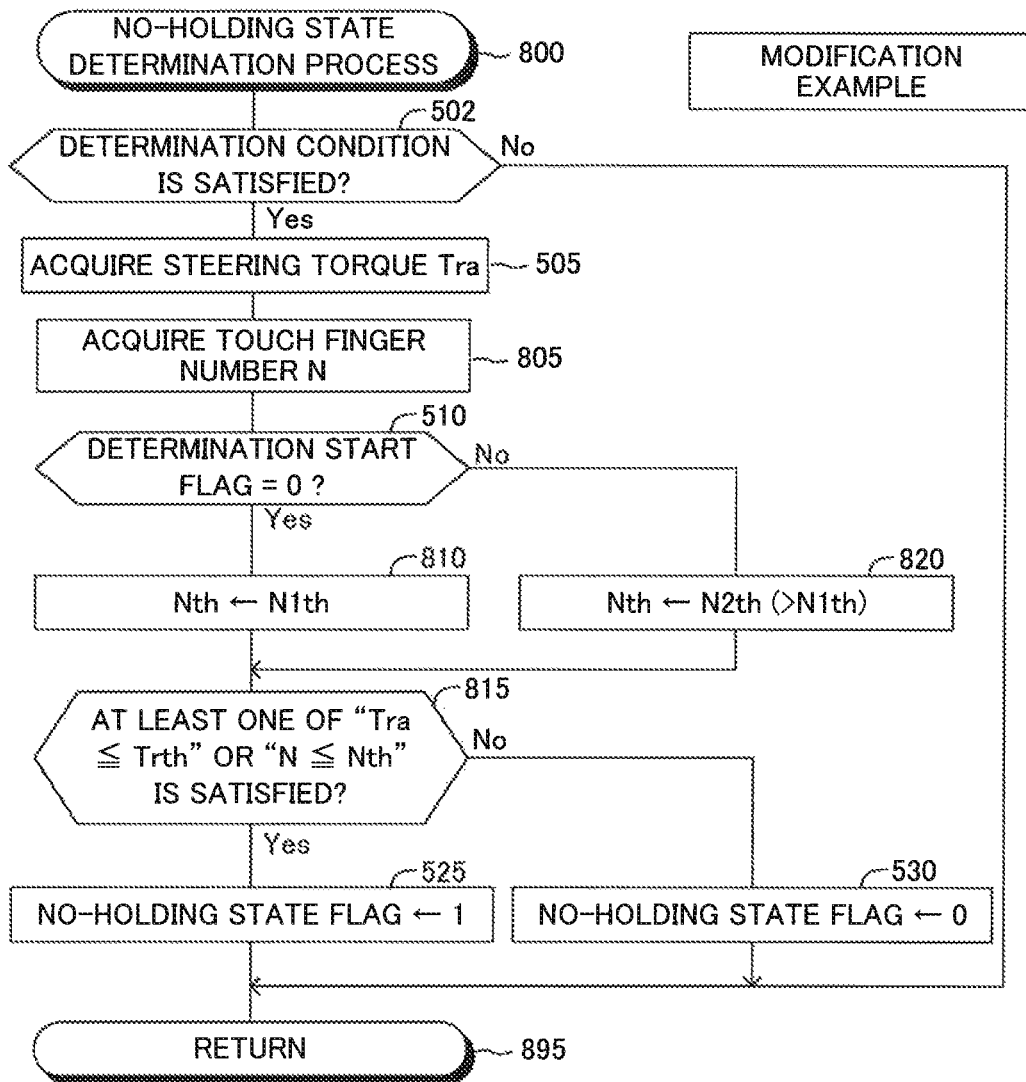 NO-HOLDING STATE
DETERMINATION PROCESS
800
MODIFICATION
EXAMPLE
502
DETERMINATION CONDITION
IS SATISFIED?
No
Yes
ACQUIRE STEERING TORQUE Tra
505
ACQUIRE TOUCH FINGER
NUMBER N
805
510
DETERMINATION START
FLAG = 0 ?
No
Yes
810
Nth ← N1th
820
Nth ← N2th (>N1th)
815
AT LEAST ONE OF “Tra
≦ Trth” OR “N ≦ Nth”
IS SATISFIED?
No
Yes
525
NO-HOLDING STATE FLAG ← 1
530
NO-HOLDING STATE FLAG ← 0
RETURN
895